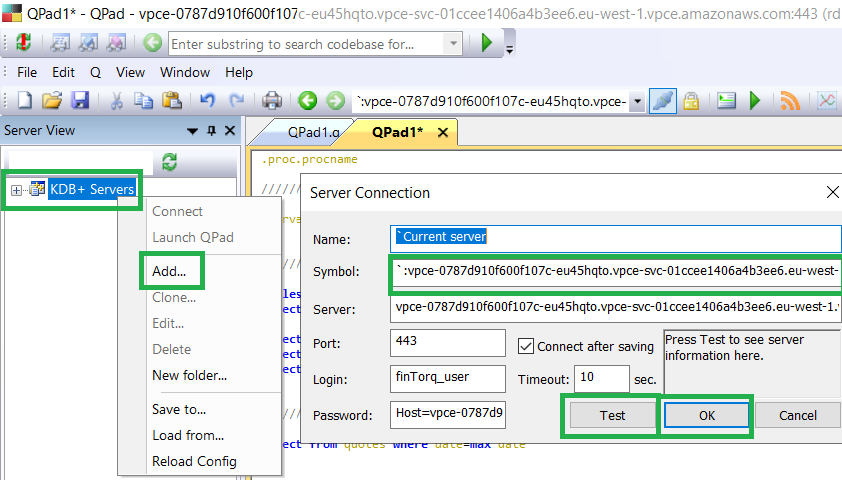 QPad1* - QPad - vpce-0787d910f600f107c-eu45hqto.vpce-svc-01ccee1406a4b3ee6.eu-west-1.vpce.amazonaws.com:443 (rd
Enter substring to search codebase for...
File Edit Q View Window Help
`:vpce-0787d910f600f107c-eu45hqto.vpce-
Server View
QPad1.q
QPad1*
.proc.procname
KDB+ Servers
Connect
Launch QPad
Add...
Clone...
Edit...
Delete
New folder...
Save to...
Load from...
Reload Config
Server Connection
Name: `Current server
Symbol: `:vpce-0787d910f600f107c-eu45hqto.vpce-svc-01ccee1406a4b3ee6.eu-west-
Server: vpce-0787d910f600f107c-eu45hqto.vpce-svc-01ccee1406a4b3ee6.eu-west-1.
Port: 443
Connect after saving
Press Test to see server
information here.
Login: finTorq_user
Timeout: 10 sec.
Password: Host=vpce-0787d9
Test
OK
Cancel
ect from quotes where date=max date